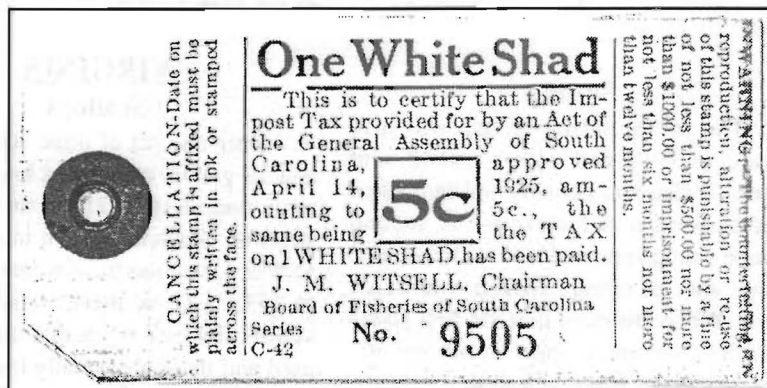 CANCELLATION-Date on
which this stamp is affixed must be
plainly written in ink or stamped
across the face.
One White Shad
This is to certify that the Im-
post Tax provided for by an Act of
the General Assembly of South
Carolina, approved
April 14, 5c 1925, am-
ounting to 5c., the
same being the TAX
on 1 WHITE SHAD, has been paid.
J. M. WITSELL, Chairman
Board of Fisheries of South Carolina
Series
C-42
No. 9505
WARNING-The counterfeiting
reproduction, alteration or re-use
of this stamp is punishable by a fine
of not less than $500.00 nor more
than $1000.00 or imprisonment for
not less than six months nor more
than twelve months.